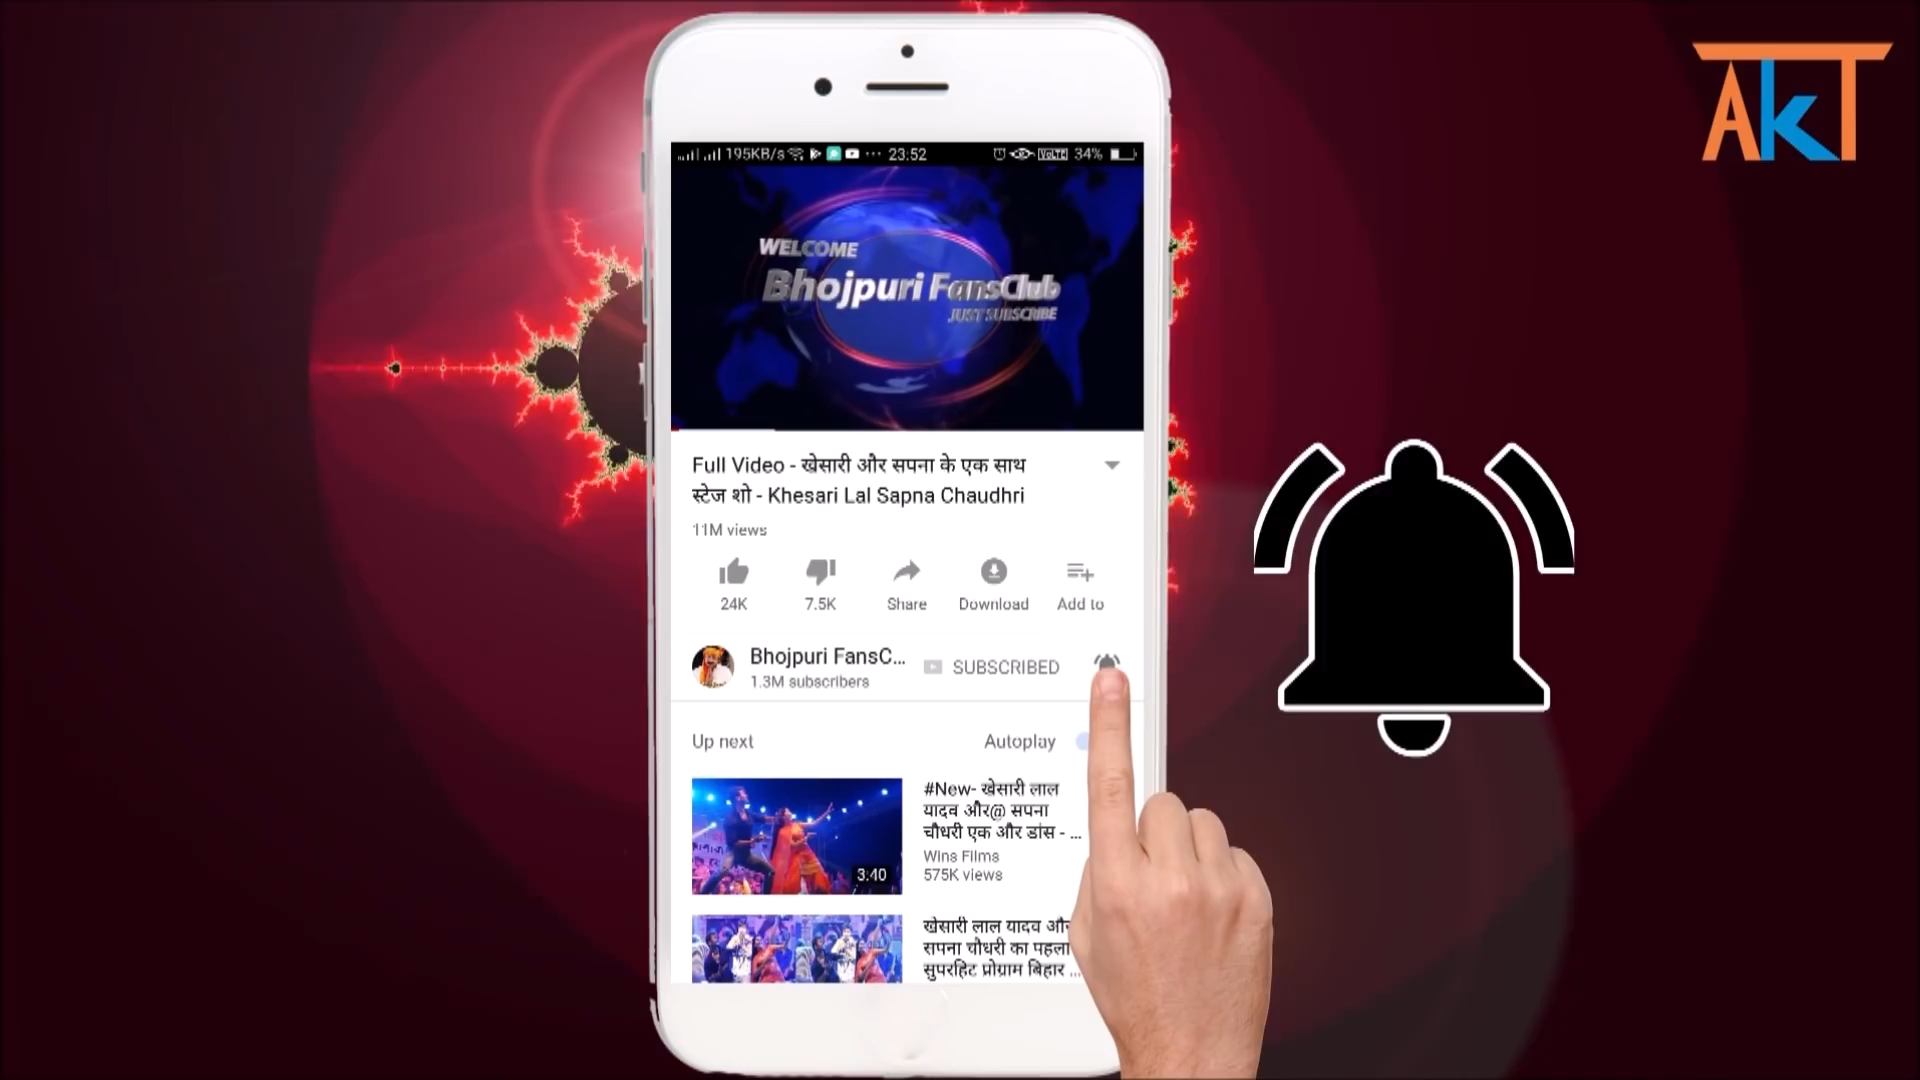 AKT
195KB/s ... 23:52 VoLTE 34%
WELCOME
Bhojpuri FansClub
JUST SUBSCRIBE
Full Video - खेसारी और सपना के एक साथ
स्टेज शो - Khesari Lal Sapna Chaudhri
11M views
24K 7.5K Share Download Add to
Bhojpuri FansC... SUBSCRIBED
1.3M subscribers
Up next Autoplay
#New- खेसारी लाल
यादव और@ सपना
चौधरी एक और डांस - ...
Wins Films
575K views
3:40
खेसारी लाल यादव और
सपना चौधरी का पहला
सुपरहिट प्रोग्राम बिहार ...